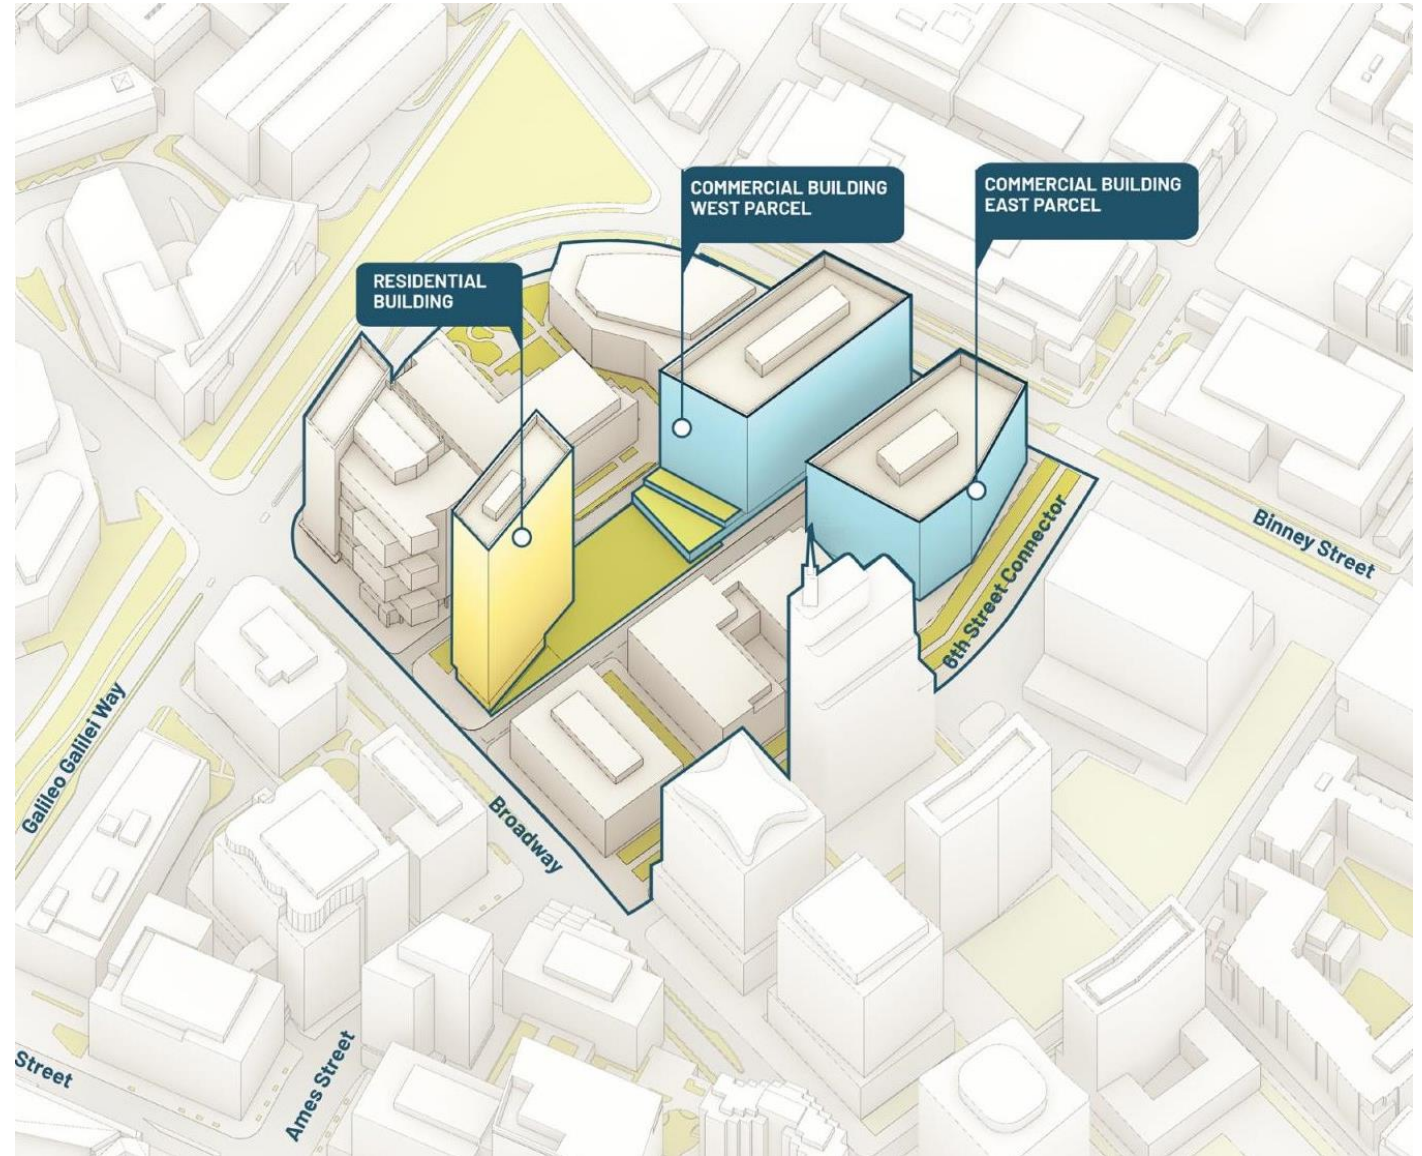 COMMERCIAL BUILDING
WEST PARCEL
COMMERCIAL BUILDING
EAST PARCEL
RESIDENTIAL
BUILDING
Binney Street
6th Street Connector
Galileo Galilei Way
Broadway
Street
Ames Street